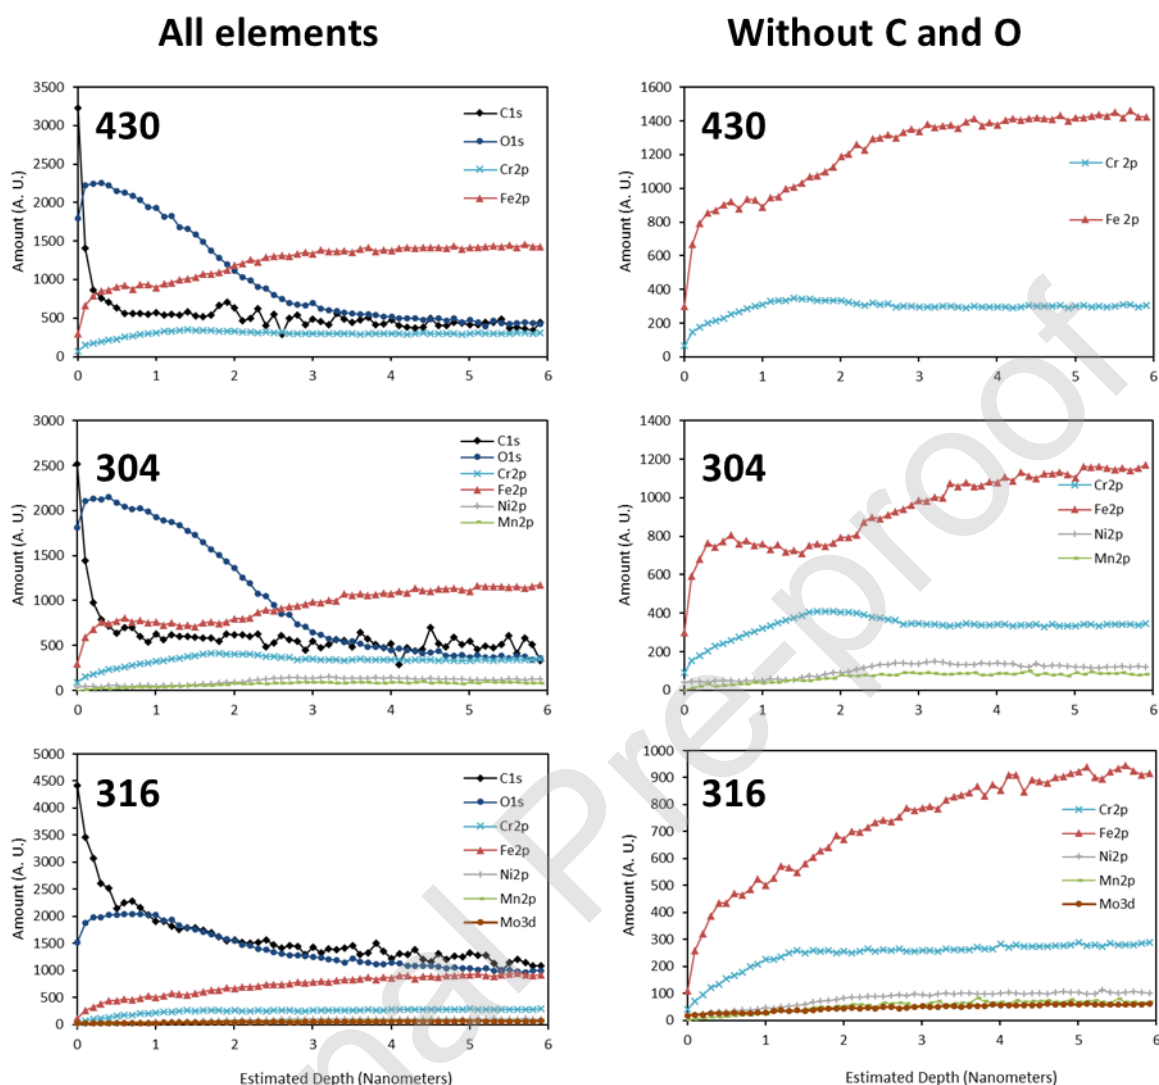 All elements
Without C and O
430
Amount (A. U.)
3500
3000
2500
2000
1500
1000
500
0
0 1 2 3 4 5 6
C1s
O1s
Cr2p
Fe2p
430
Amount (A. U.)
1600
1400
1200
1000
800
600
400
200
0
0 1 2 3 4 5 6
Cr 2p
Fe 2p
304
Amount (A. U.)
3000
2500
2000
1500
1000
500
0
0 1 2 3 4 5 6
C1s
O1s
Cr2p
Fe2p
Ni2p
Mn2p
304
Amount (A. U.)
1400
1200
1000
800
600
400
200
0
0 1 2 3 4 5 6
Cr2p
Fe2p
Ni2p
Mn2p
316
Amount (A. U.)
5000
4500
4000
3500
3000
2500
2000
1500
1000
500
0
0 1 2 3 4 5 6
Estimated Depth (Nanometers)
C1s
O1s
Cr2p
Fe2p
Ni2p
Mn2p
Mo3d
316
Amount (A. U.)
1000
900
800
700
600
500
400
300
200
100
0
0 1 2 3 4 5 6
Estimated Depth (Nanometers)
Cr2p
Fe2p
Ni2p
Mn2p
Mo3d
nal Pre-proof